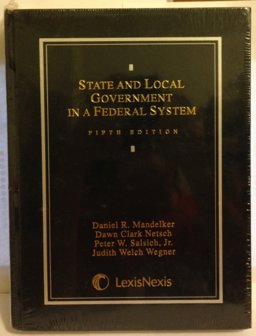 STATE AND LOCAL
GOVERNMENT
IN A FEDERAL SYSTEM
FIFTH EDITION
Daniel R. Mandelker
Dawn Clark Netsch
Peter W. Salsich, Jr.
Judith Welch Wegner
LexisNexis